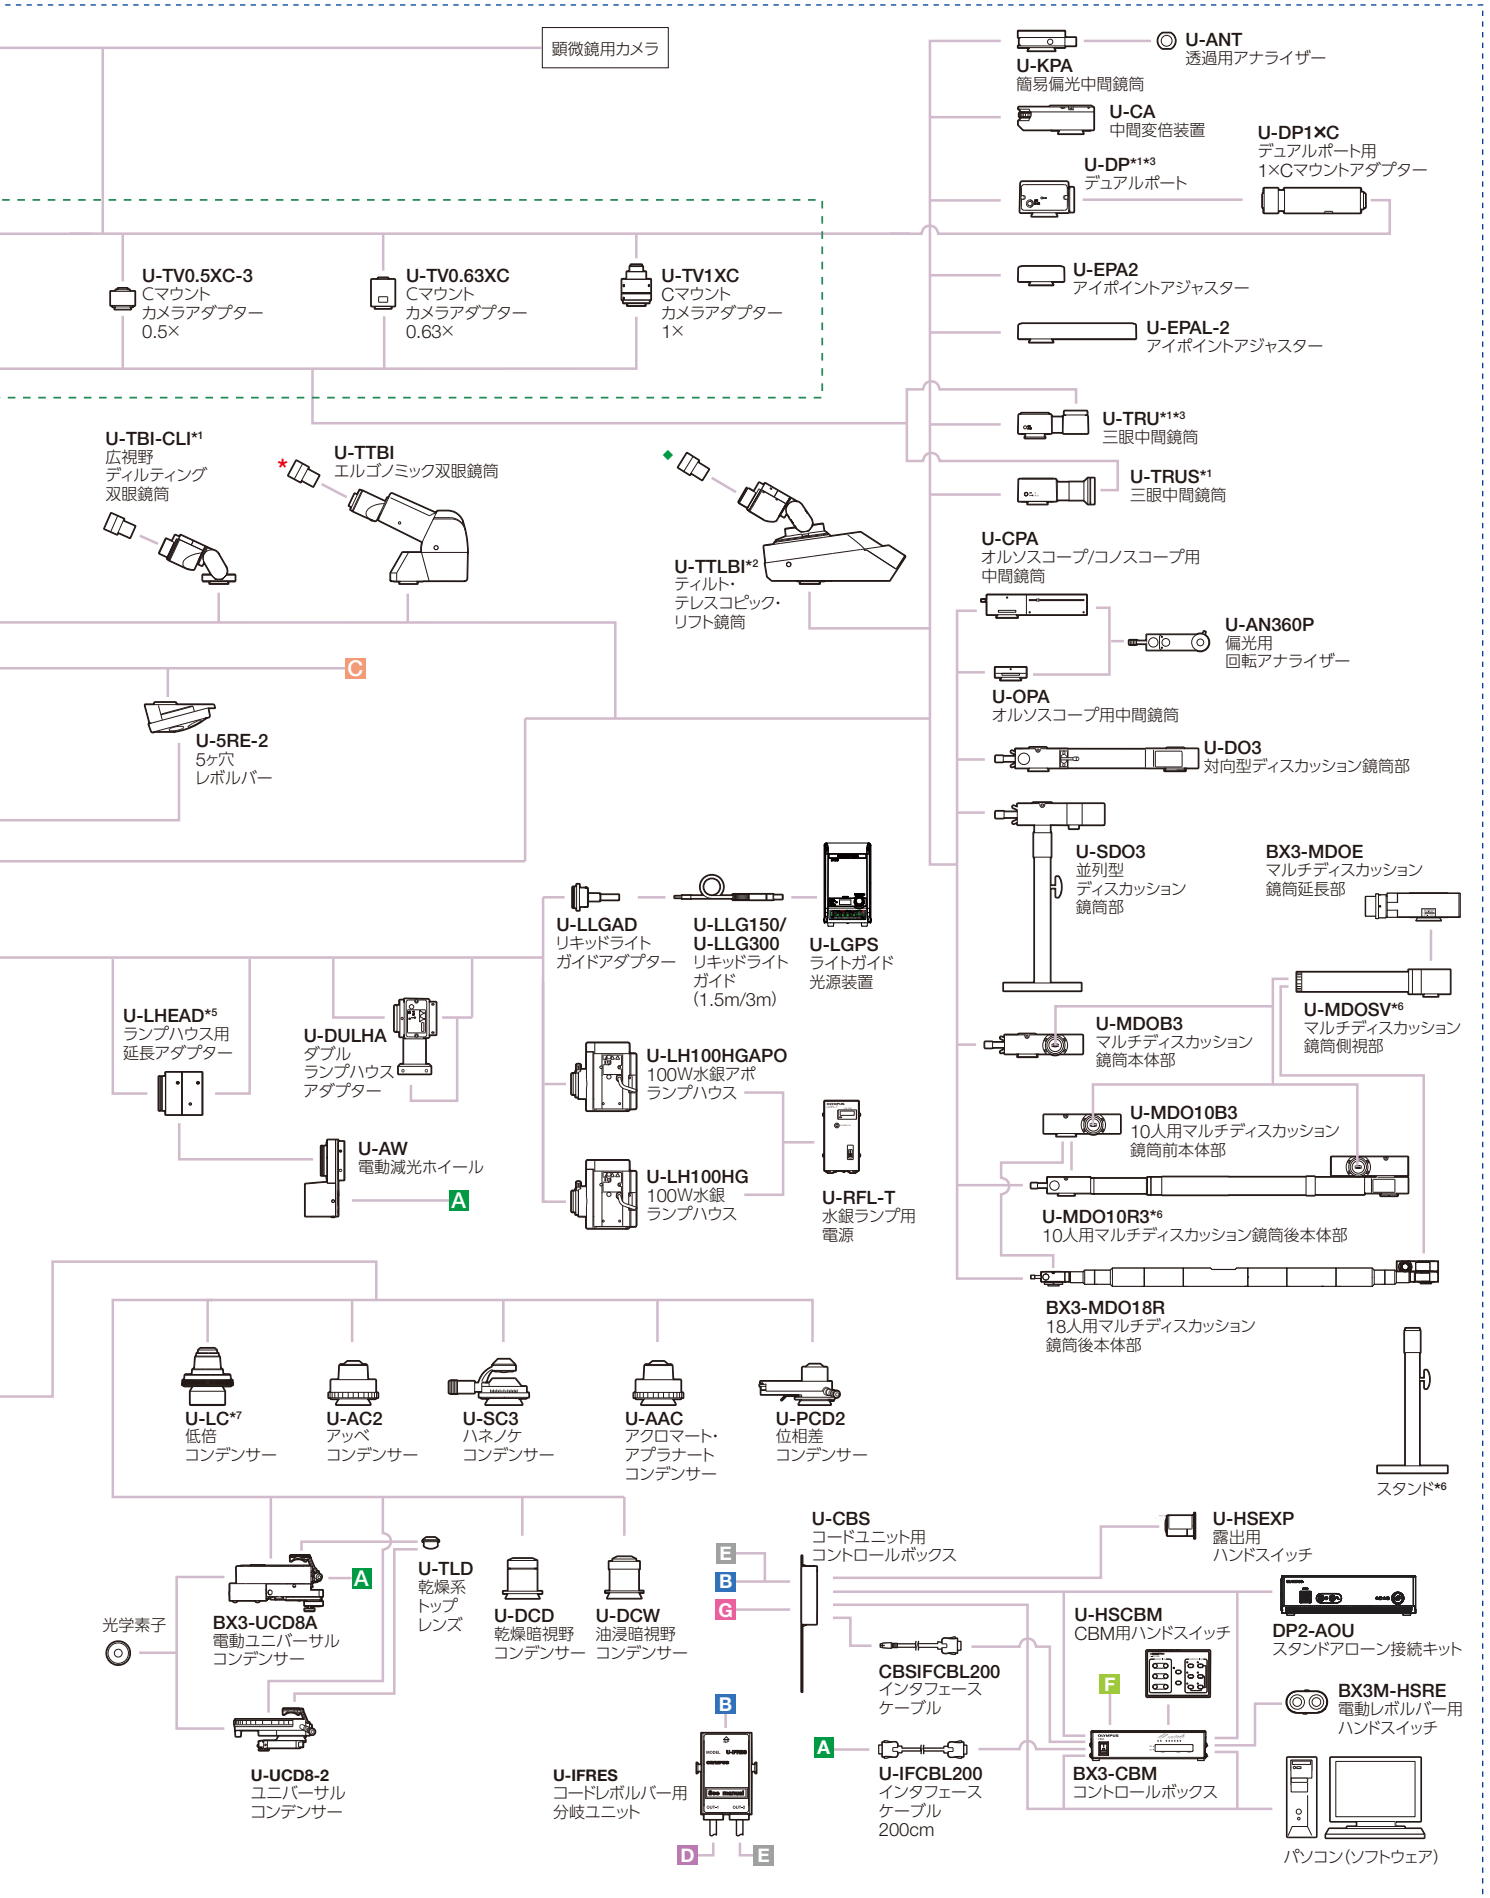 顕微鏡用カメラ
U-KPA
簡易偏光中間鏡筒
U-ANT
透過用アナライザー
U-CA
中間変倍装置
U-DP*1*3
デュアルポート
U-DP1×C
デュアルポート用
1×Cマウントアダプター
U-TV0.5XC-3
Cマウント
カメラアダプター
0.5×
U-TV0.63XC
Cマウント
カメラアダプター
0.63×
U-TV1XC
Cマウント
カメラアダプター
1×
U-EPA2
アイポイントアジャスター
U-EPAL-2
アイポイントアジャスター
U-TRU*1*3
三眼中間鏡筒
U-TRUS*1
三眼中間鏡筒
U-TBI-CLI*1
広視野
ティルティング
双眼鏡筒
*
U-TTBI
エルゴノミック双眼鏡筒
◆
U-TTLBI*2
ティルト・
テレスコピック・
リフト鏡筒
U-CPA
オルソスコープ/コノスコープ用
中間鏡筒
U-AN360P
偏光用
回転アナライザー
U-OPA
オルソスコープ用中間鏡筒
C
U-5RE-2
5ヶ穴
レボルバー
U-DO3
対向型ディスカッション鏡筒部
U-SDO3
並列型
ディスカッション
鏡筒部
BX3-MDOE
マルチディスカッション
鏡筒延長部
U-LLGAD
リキッドライト
ガイドアダプター
U-LLG150/
U-LLG300
リキッドライト
ガイド
(1.5m/3m)
U-LGPS
ライトガイド
光源装置
U-MDOSV*6
マルチディスカッション
鏡筒側視部
U-LHEAD*5
ランプハウス用
延長アダプター
U-DULHA
ダブル
ランプハウス
アダプター
U-MDOB3
マルチディスカッション
鏡筒本体部
U-LH100HGAPO
100W水銀アポ
ランプハウス
U-MDO10B3
10人用マルチディスカッション
鏡筒前本体部
U-AW
電動減光ホイール
A
U-LH100HG
100W水銀
ランプハウス
U-RFL-T
水銀ランプ用
電源
U-MDO10R3*6
10人用マルチディスカッション鏡筒後本体部
BX3-MDO18R
18人用マルチディスカッション
鏡筒後本体部
U-LC*7
低倍
コンデンサー
U-AC2
アッベ
コンデンサー
U-SC3
ハネノケ
コンデンサー
U-AAC
アクロマート・
アプラナート
コンデンサー
U-PCD2
位相差
コンデンサー
スタンド*6
U-CBS
コードユニット用
コントロールボックス
U-HSEXP
露出用
ハンドスイッチ
E
B
G
A
U-TLD
乾燥系
トップ
レンズ
光学素子
BX3-UCD8A
電動ユニバーサル
コンデンサー
U-DCD
乾燥暗視野
コンデンサー
U-DCW
油浸暗視野
コンデンサー
U-HSCBM
CBM用ハンドスイッチ
DP2-AOU
スタンドアローン接続キット
CBSIFCBL200
インタフェース
ケーブル
F
BX3M-HSRE
電動レボルバー用
ハンドスイッチ
B
MODEL U-IFRES
OLYMPUS
See manual
OUT-1 OUT-2
A
OLYMPUS
U-UCD8-2
ユニバーサル
コンデンサー
U-IFRES
コードレボルバー用
分岐ユニット
U-IFCBL200
インタフェース
ケーブル
200cm
BX3-CBM
コントロールボックス
D
E
パソコン(ソフトウェア)